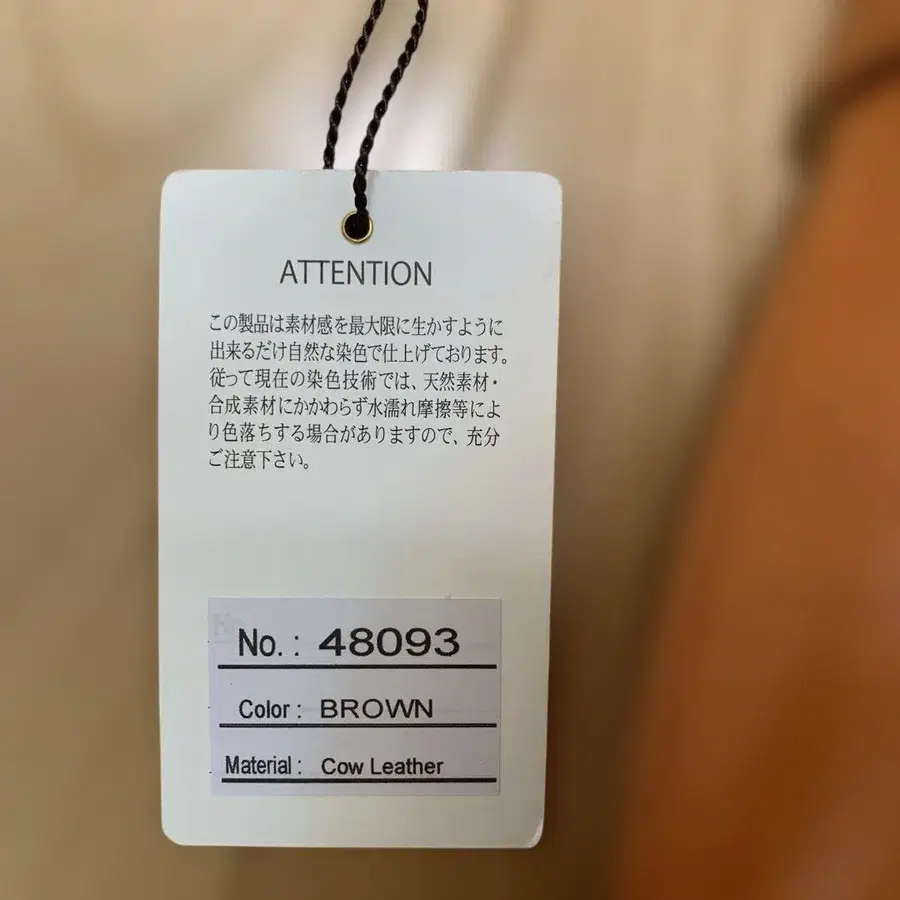 ATTENTION
この製品は素材感を最大限に生かすように
出来るだけ自然な染色で仕上げております。
従って現在の染色技術では、天然素材・
合成素材にかかわらず水濡れ摩擦等によ
り色落ちする場合がありますので、充分
ご注意下さい。
No. : 48093
Color : BROWN
Material : Cow Leather